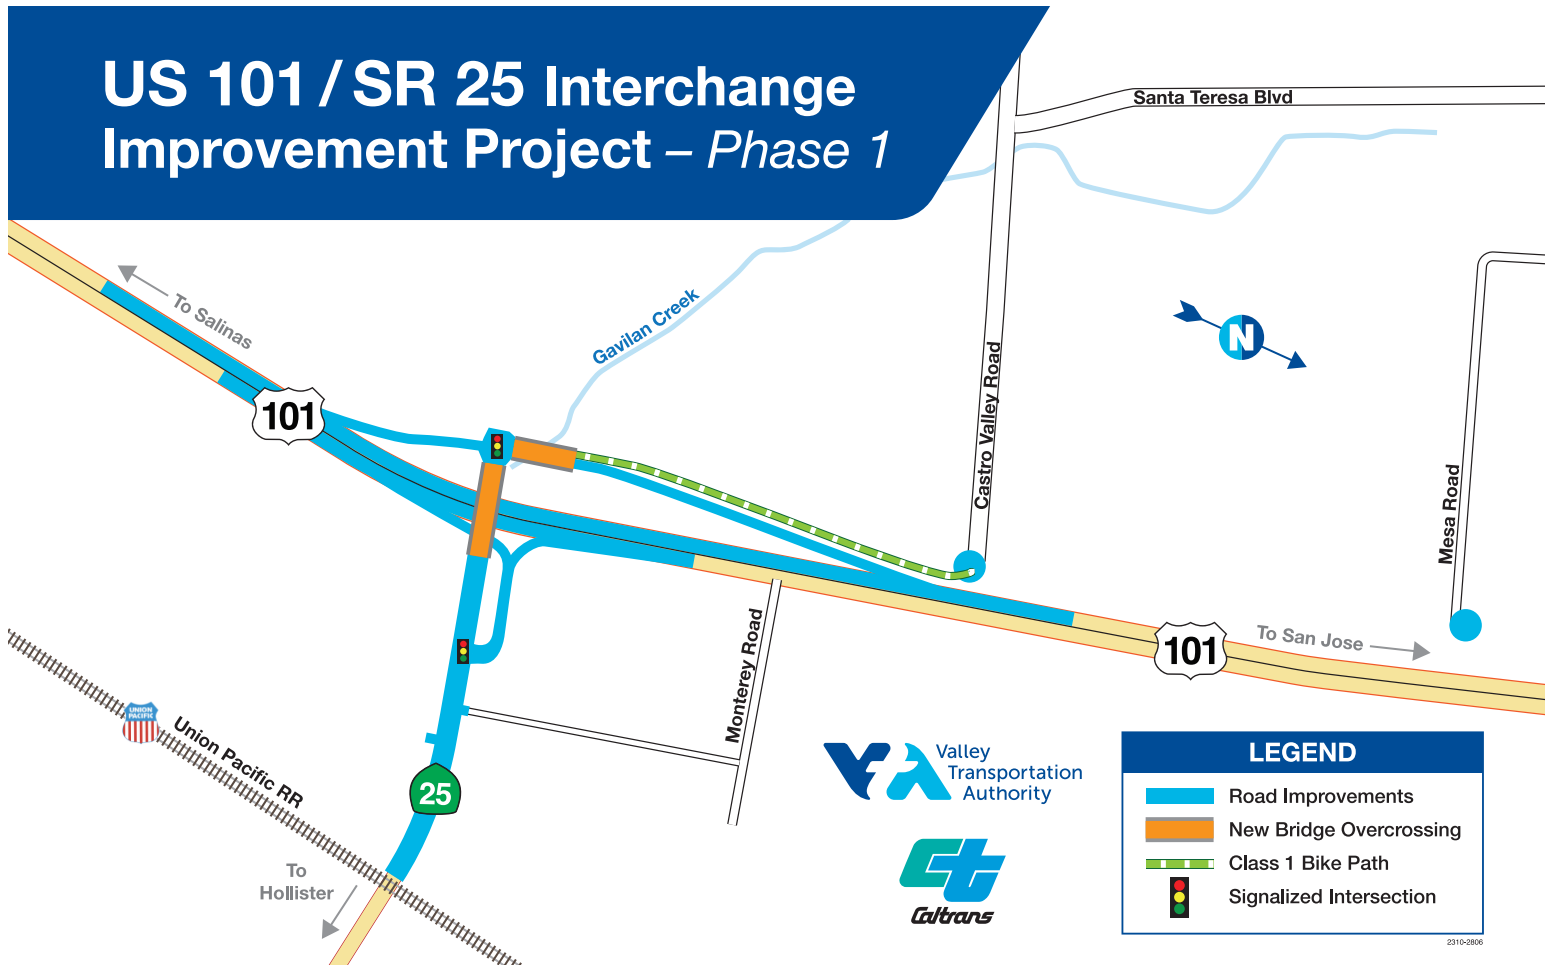 US 101 / SR 25 Interchange
Improvement Project – Phase 1
Santa Teresa Blvd
To Salinas
Gavilan Creek
N
101
Castro Valley Road
Mesa Road
To San Jose
101
Monterey Road
UNION
PACIFIC
Union Pacific RR
25
To
Hollister
Valley
Transportation
Authority
Caltrans
LEGEND
Road Improvements
New Bridge Overcrossing
Class 1 Bike Path
Signalized Intersection
2310-2806